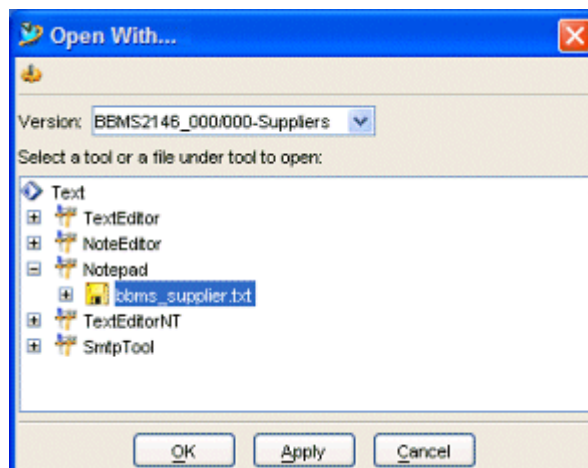 Open With...
Version: BBMS2146_000/000-Suppliers
Select a tool or a file under tool to open:
Text
TextEditor
NoteEditor
Notepad
bbms_supplier.txt
TextEditorNT
SmtpTool
OK Apply Cancel